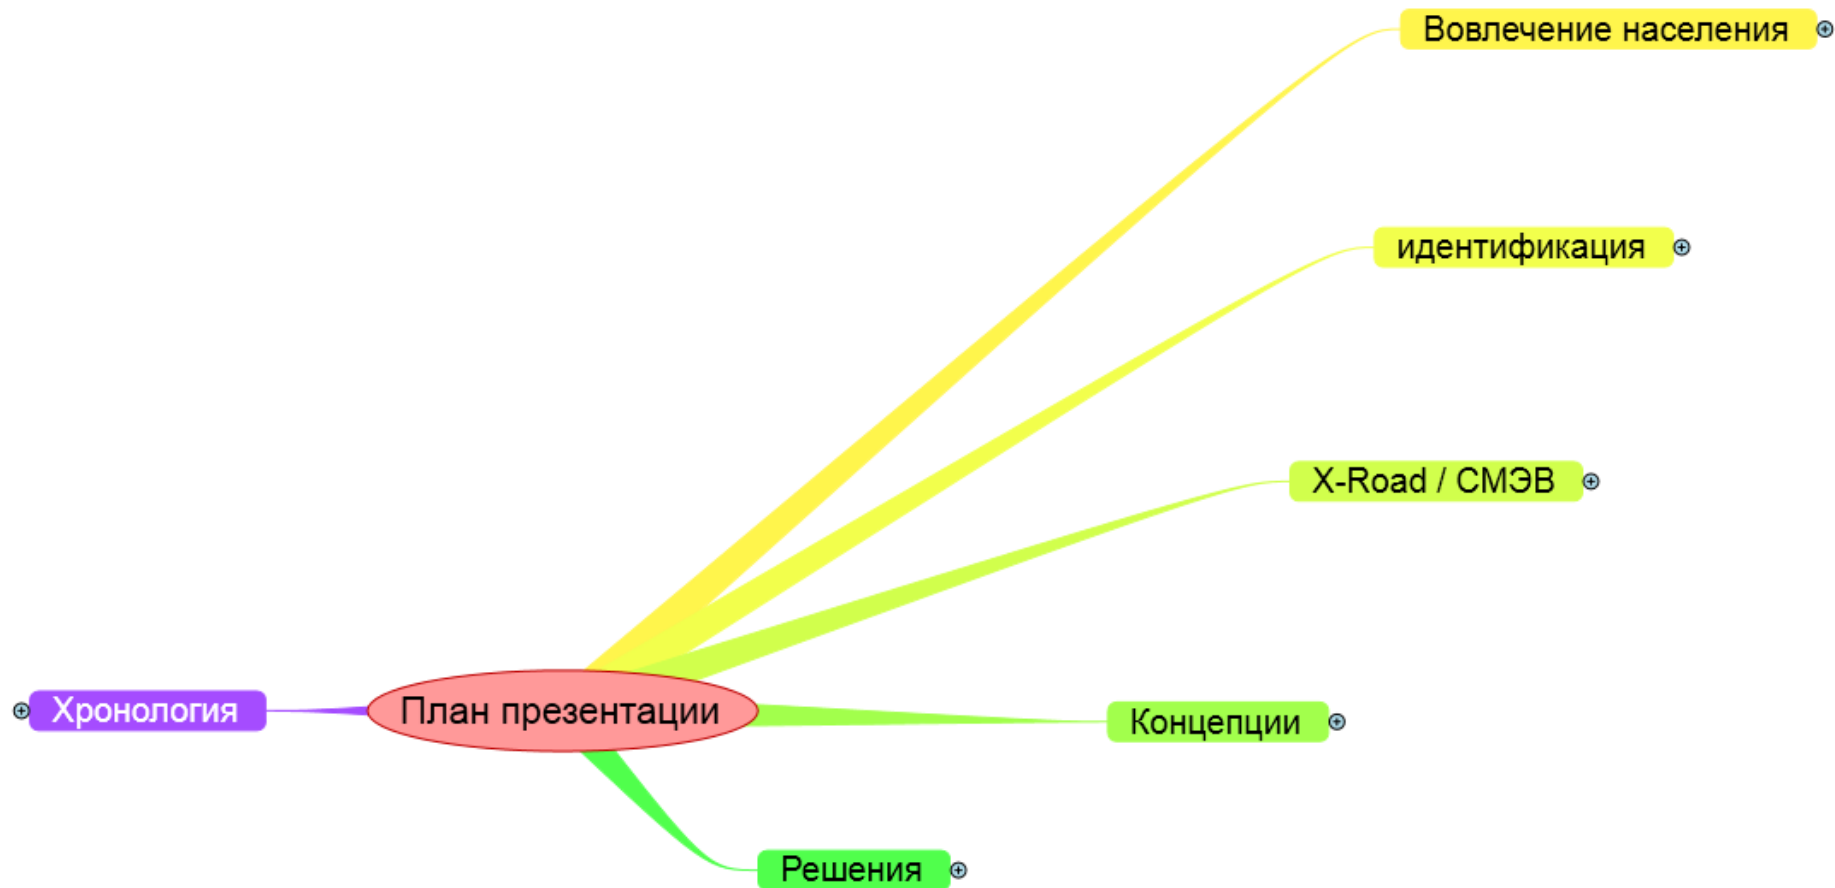 Вовлечение населения
идентификация
X-Road / СМЭВ
Хронология
План презентации
Концепции
Решения